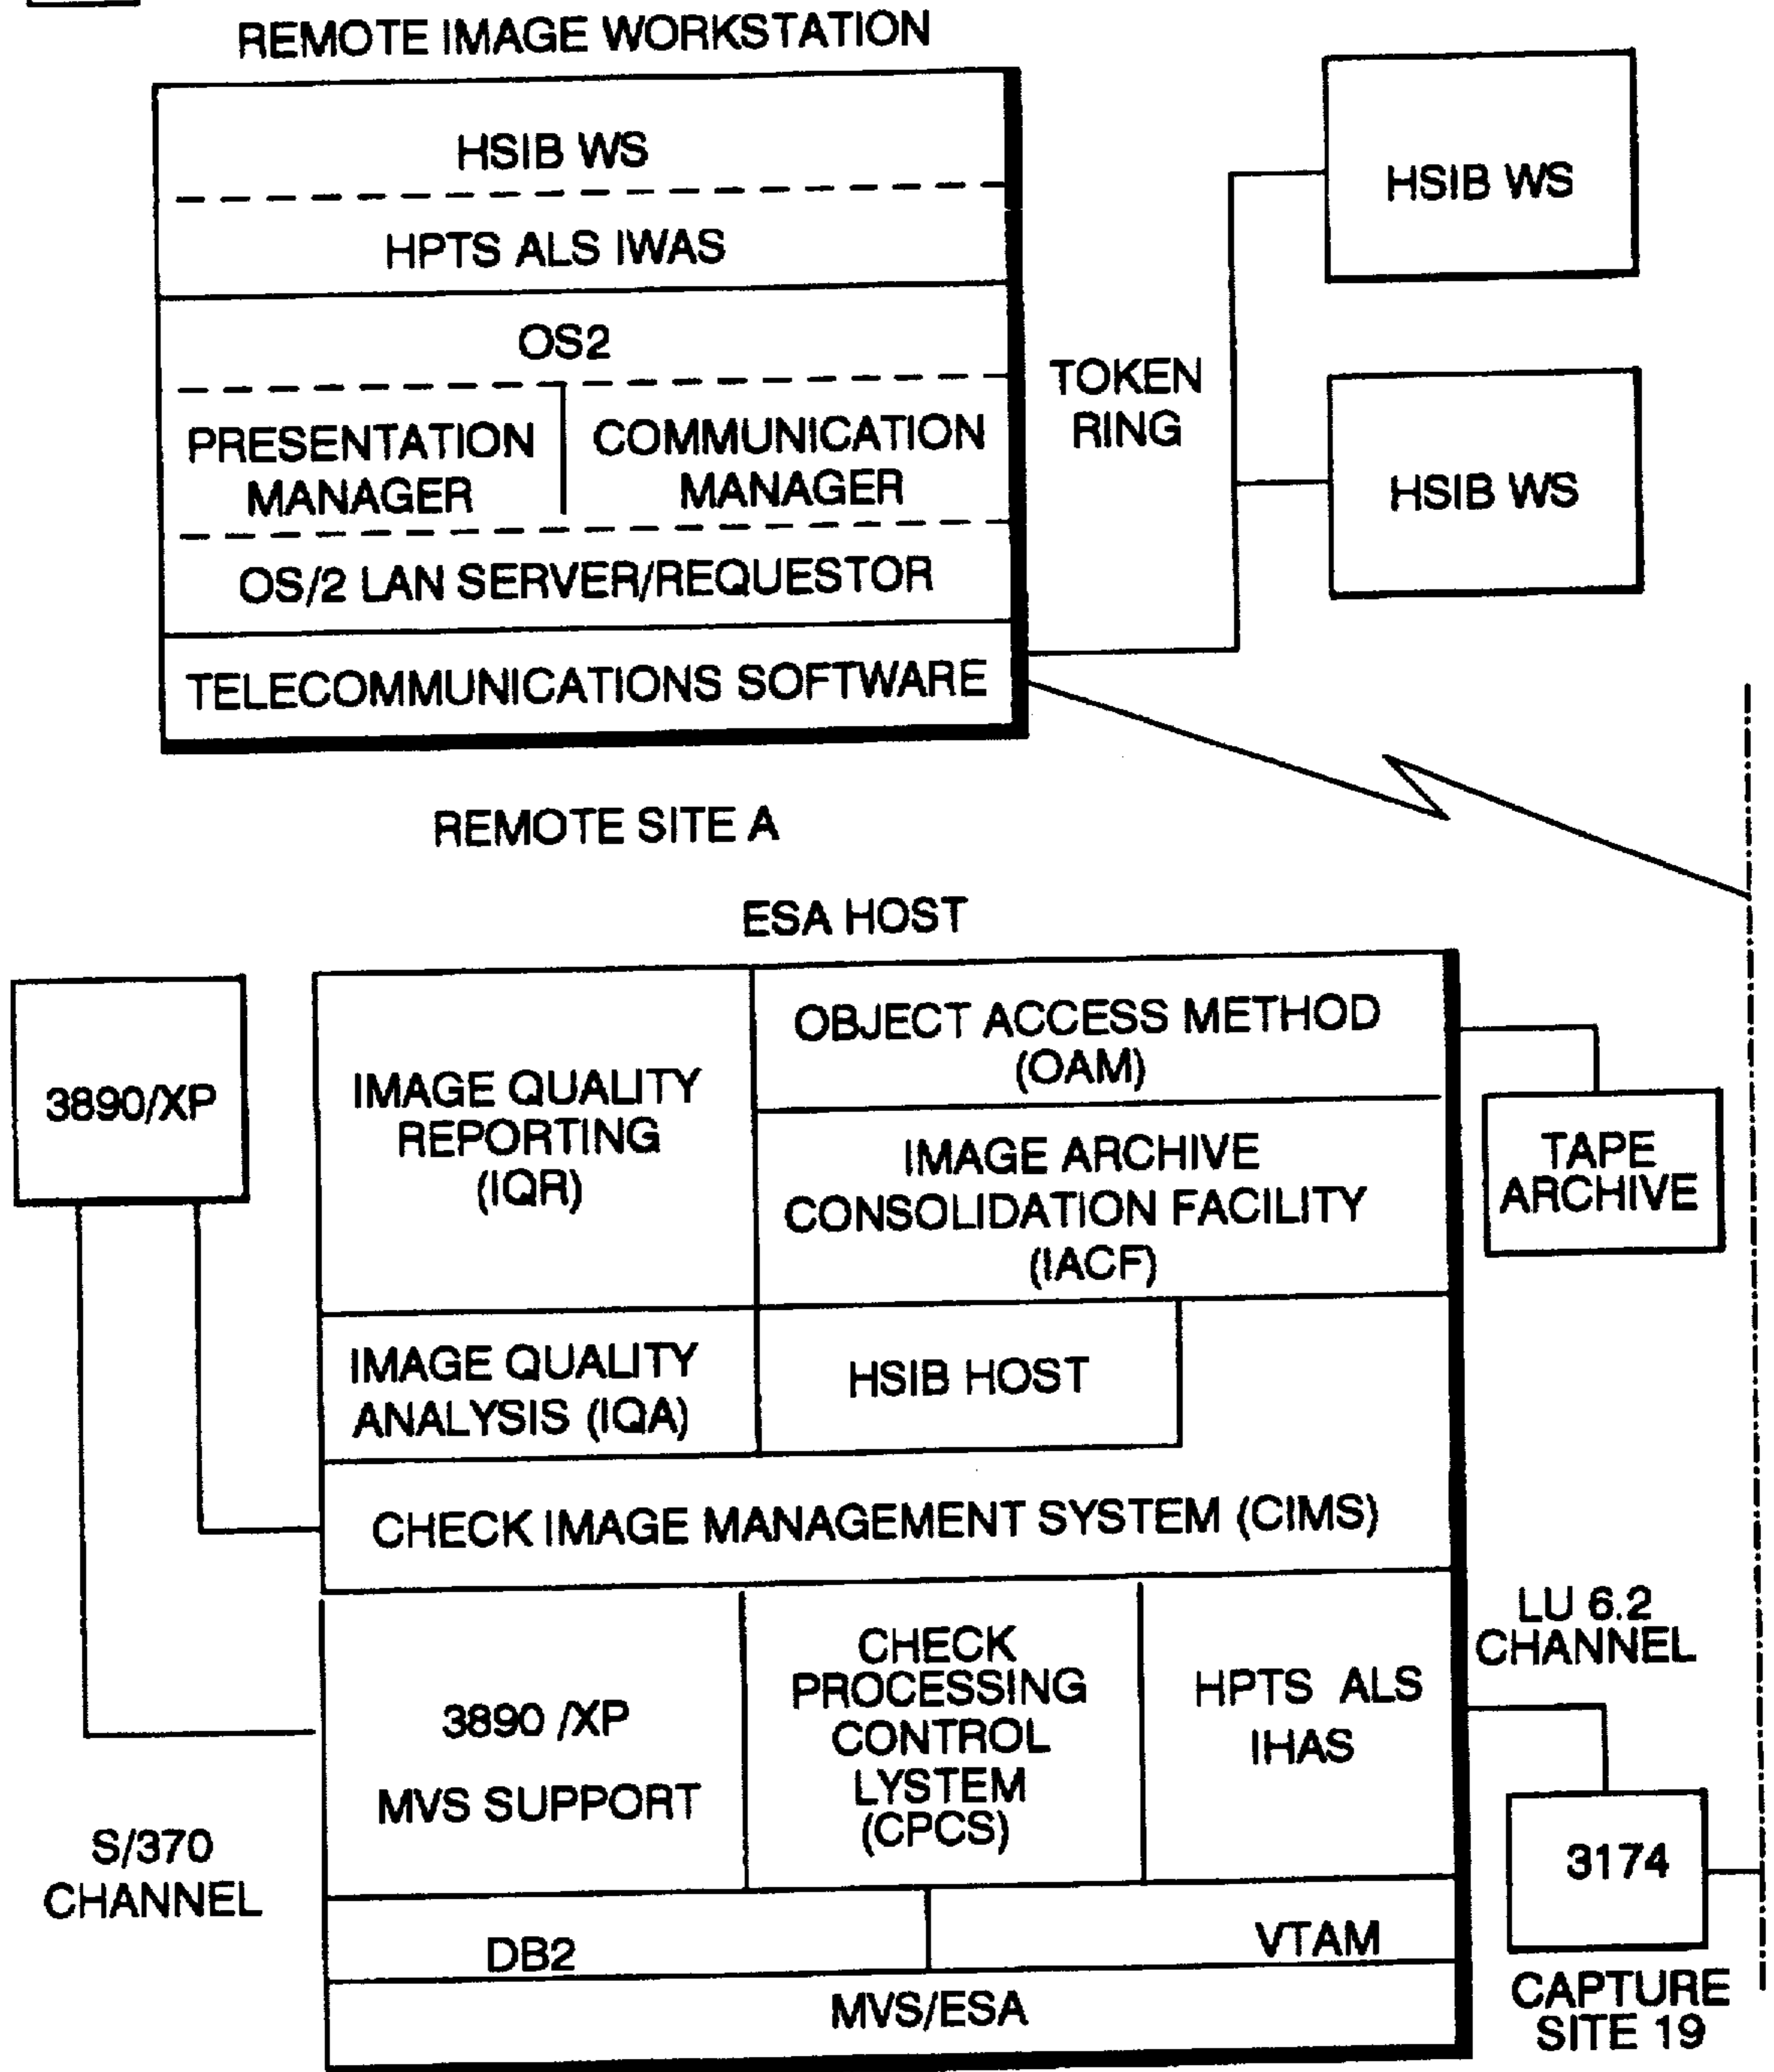 REMOTE IMAGE WORKSTATION
HSIB WS
HPTS ALS IWAS
OS2
PRESENTATION
MANAGER
COMMUNICATION
MANAGER
OS/2 LAN SERVER/REQUESTOR
TELECOMMUNICATIONS SOFTWARE
TOKEN
RING
HSIB WS
HSIB WS
REMOTE SITE A
ESA HOST
3890/XP
IMAGE QUALITY
REPORTING
(IQR)
OBJECT ACCESS METHOD
(OAM)
IMAGE ARCHIVE
CONSOLIDATION FACILITY
(IACF)
TAPE
ARCHIVE
IMAGE QUALITY
ANALYSIS (IQA)
HSIB HOST
CHECK IMAGE MANAGEMENT SYSTEM (CIMS)
3890 /XP
MVS SUPPORT
CHECK
PROCESSING
CONTROL
LYSTEM
(CPCS)
HPTS ALS
IHAS
LU 6.2
CHANNEL
S/370
CHANNEL
3174
DB2
VTAM
MVS/ESA
CAPTURE
SITE 19